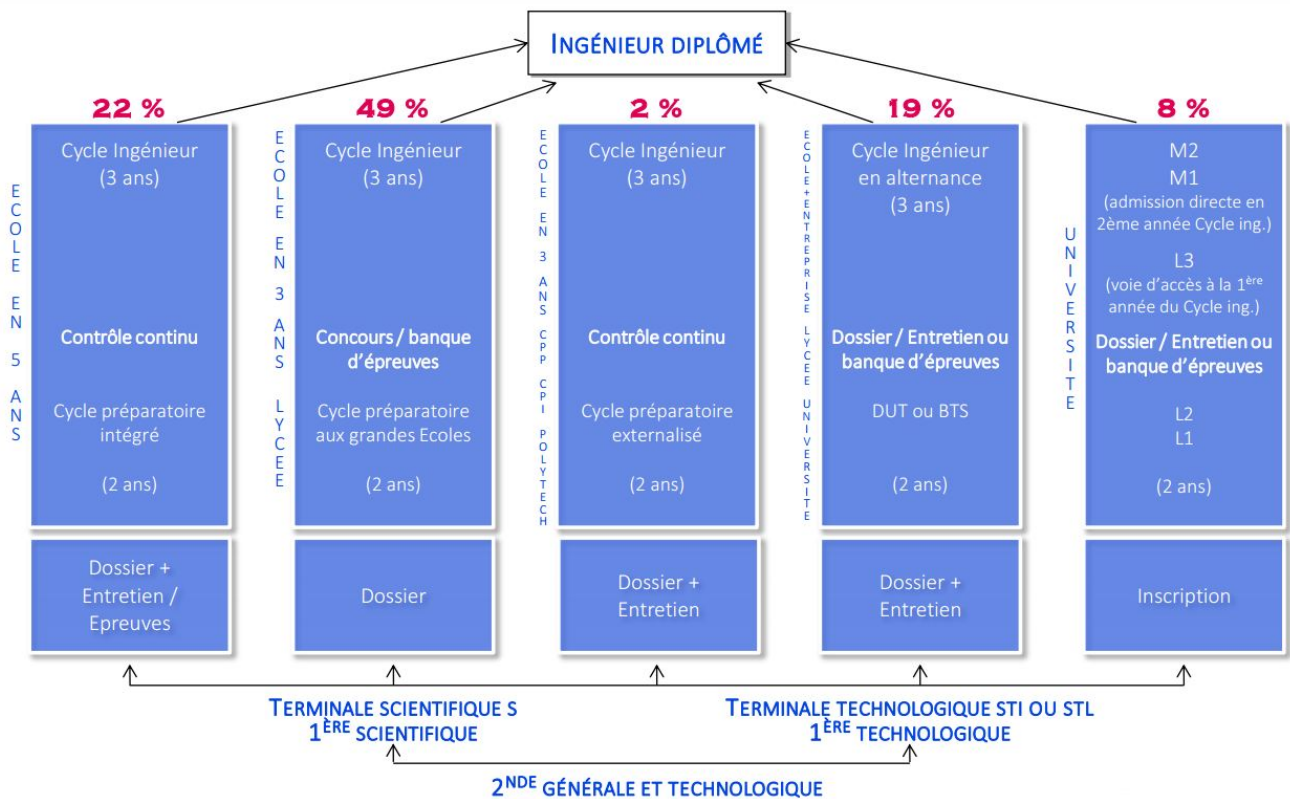 INGÉNIEUR DIPLÔMÉ
22 %
ECOLE EN 5 ANS
Cycle Ingénieur
(3 ans)
Contrôle continu
Cycle préparatoire
intégré
(2 ans)
Dossier +
Entretien /
Epreuves
49 %
ECOLE EN 3 ANS LYCEE
Cycle Ingénieur
(3 ans)
Concours / banque
d'épreuves
Cycle préparatoire
aux grandes Ecoles
(2 ans)
Dossier
2 %
ECOLE EN 3 ANS CPP CPI POLYTECH
Cycle Ingénieur
(3 ans)
Contrôle continu
Cycle préparatoire
externalisé
(2 ans)
Dossier +
Entretien
19 %
ECOLE+ENTREPRISE LYCEE UNIVERSITE
Cycle Ingénieur
en alternance
(3 ans)
Dossier / Entretien ou
banque d'épreuves
DUT ou BTS
(2 ans)
Dossier +
Entretien
8 %
UNIVERSITE
M2
M1
(admission directe en
2ème année Cycle ing.)
L3
(voie d'accès à la 1ère
année du Cycle ing.)
Dossier / Entretien ou
banque d'épreuves
L2
L1
(2 ans)
Inscription
TERMINALE SCIENTIFIQUE S
1ÈRE SCIENTIFIQUE
TERMINALE TECHNOLOGIQUE STI OU STL
1ÈRE TECHNOLOGIQUE
2NDE GÉNÉRALE ET TECHNOLOGIQUE